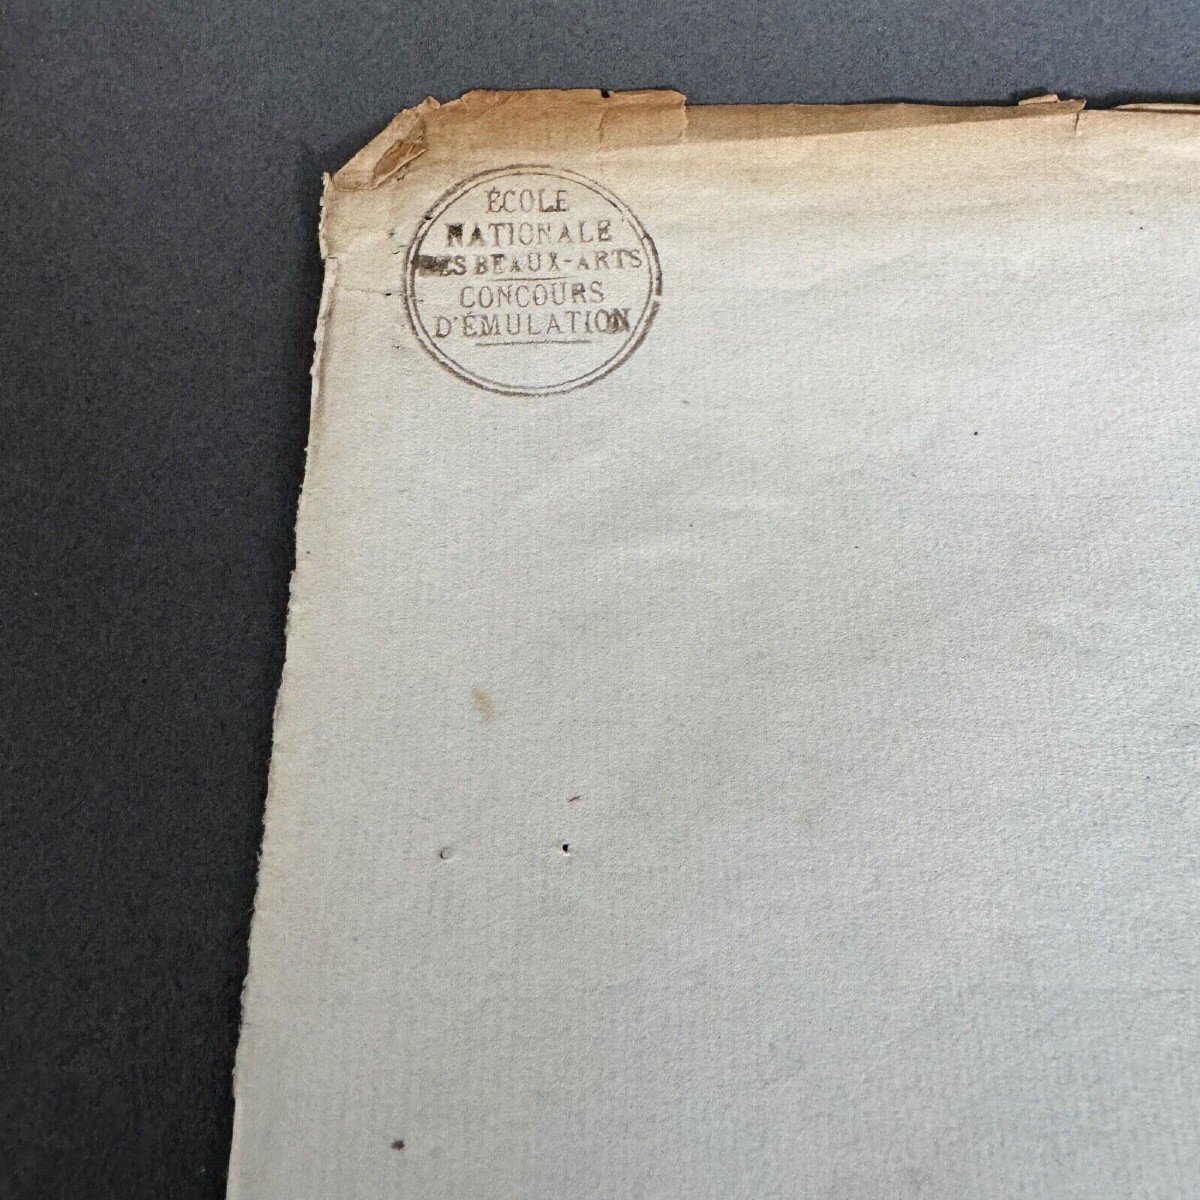 ÉCOLE
NATIONALE
DES BEAUX-ARTS
CONCOURS
D'ÉMULATION